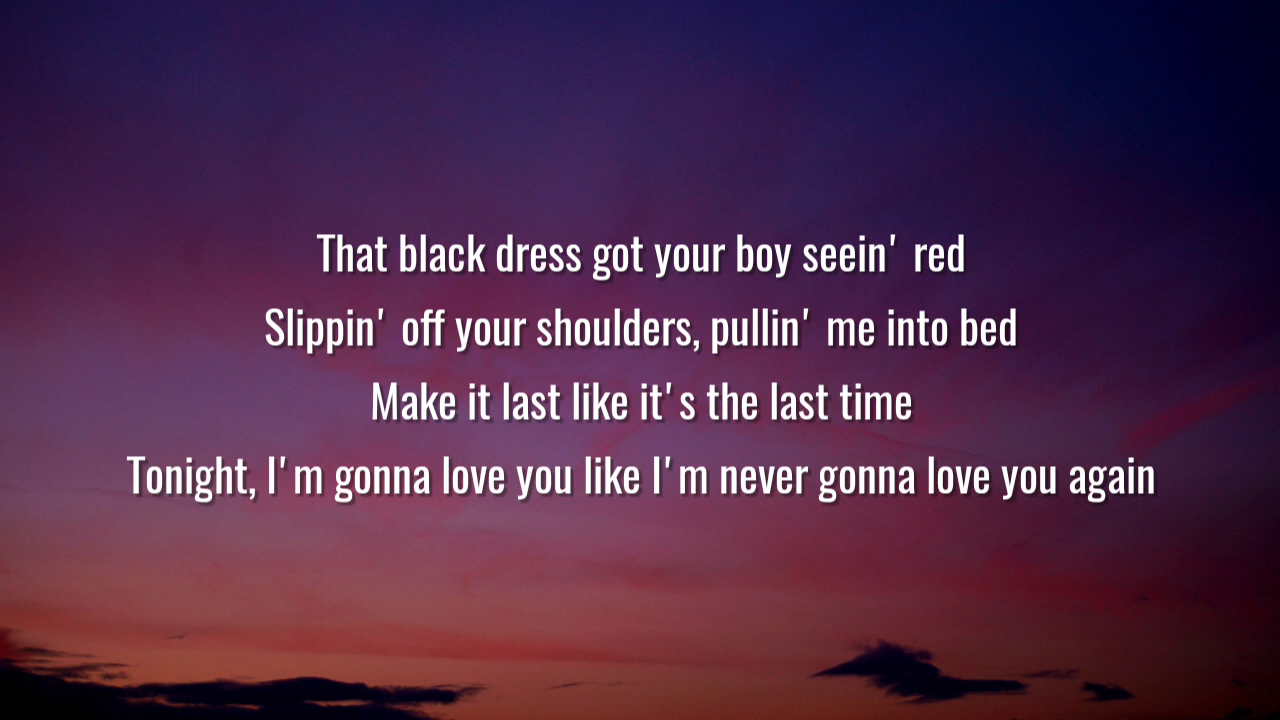 That black dress got your boy seein' red
Slippin' off your shoulders, pullin' me into bed
Make it last like it's the last time
Tonight, I'm gonna love you like I'm never gonna love you again